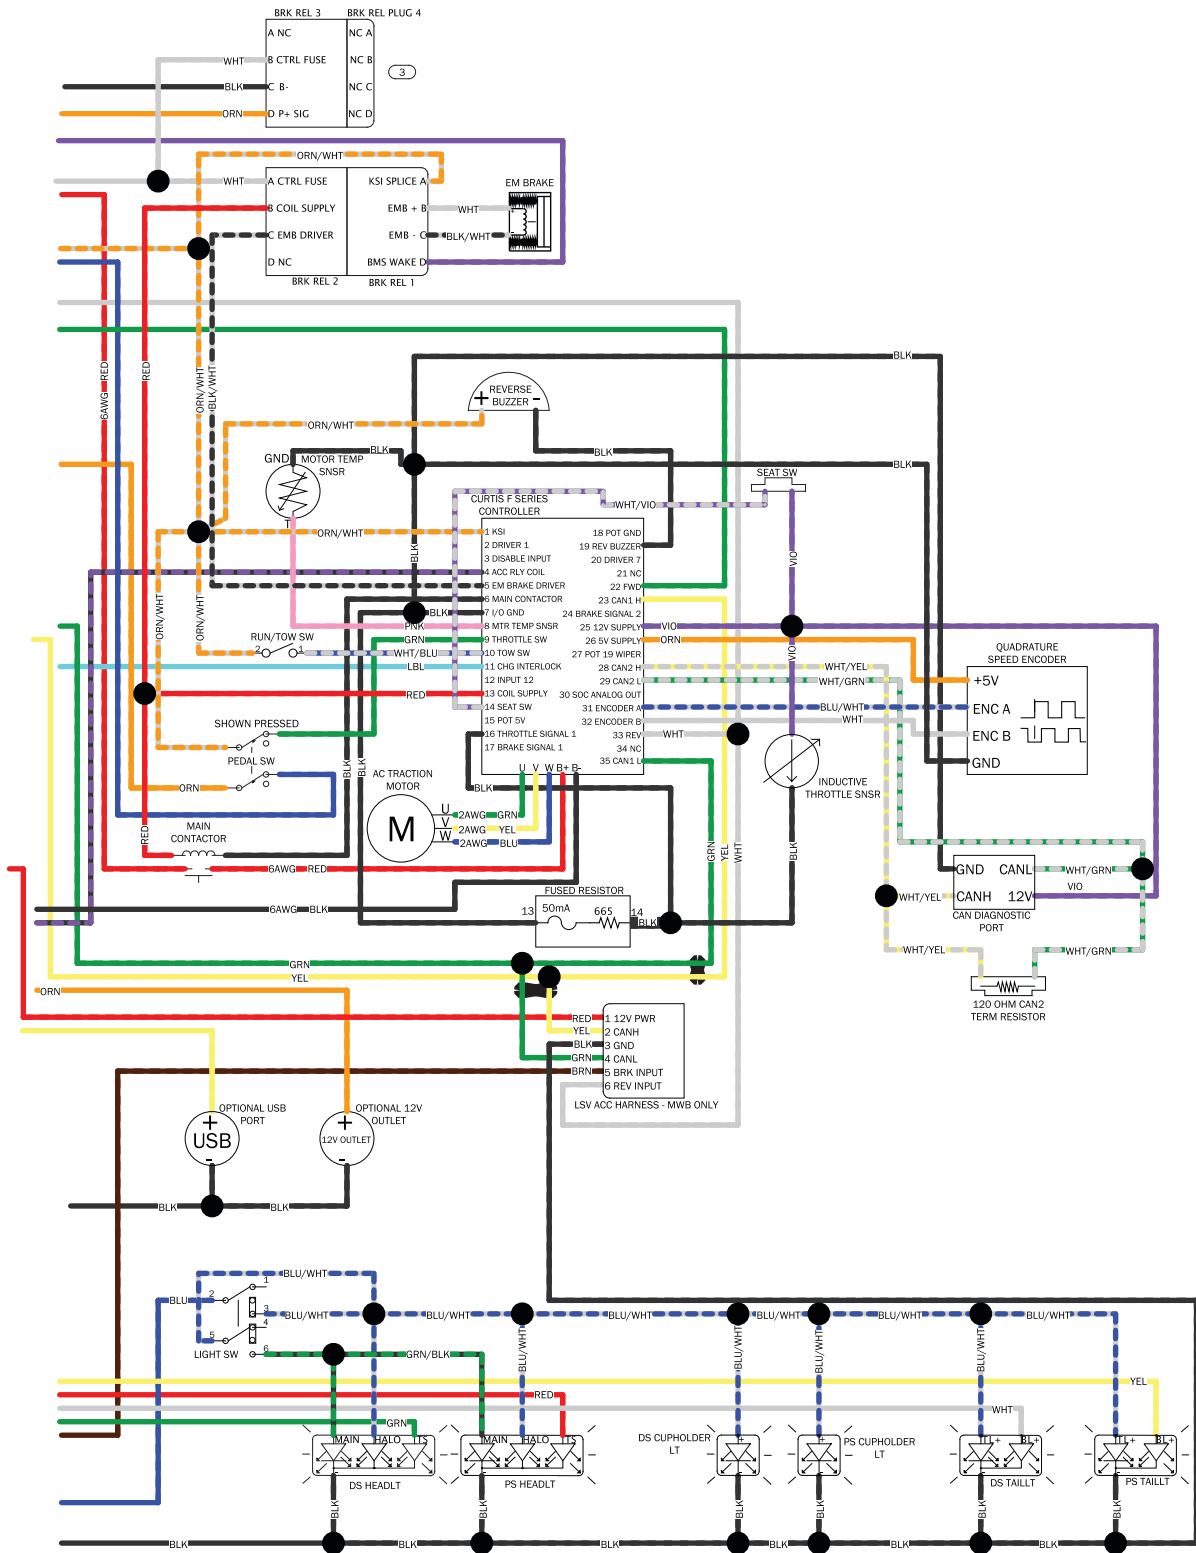 BRK REL 3
BRK REL PLUG 4
A NC
NC A
WHT
B CTRL FUSE
NC B
3
BLK
C B-
NC C
ORN
D P+ SIG
NC D
ORN/WHT
WHT
A CTRL FUSE
KSI SPLICE A
EM BRAKE
B COIL SUPPLY
EMB + B
WHT
+
C EMB DRIVER
EMB - C
BLK/WHT
-
D NC
BMS WAKE D
BRK REL 2
BRK REL 1
6AWG RED
RED
ORN/WHT
BLK/WHT
BLK
REVERSE
BUZZER
+
-
ORN/WHT
BLK
BLK
GND
MOTOR TEMP
SNSR
BLK
SEAT SW
T
CURTIS F SERIES
CONTROLLER
WHT/VIO
ORN/WHT
1 KSI
2 DRIVER 1
3 DISABLE INPUT
4 ACC RLY COIL
5 EM BRAKE DRIVER
6 MAIN CONTACTOR
7 I/O GND
8 MTR TEMP SNSR
9 THROTTLE SW
10 TOW SW
11 CHG INTERLOCK
12 INPUT 12
13 COIL SUPPLY
14 SEAT SW
15 POT 5V
16 THROTTLE SIGNAL 1
17 BRAKE SIGNAL 1
18 POT GND
19 REV BUZZER
20 DRIVER 7
21 NC
22 FWD
23 CAN1 H
24 BRAKE SIGNAL 2
25 12V SUPPLY
26 5V SUPPLY
27 POT 19 WIPER
28 CAN2 H
29 CAN2 L
30 SOC ANALOG OUT
31 ENCODER A
32 ENCODER B
33 REV
34 NC
35 CAN1 L
U V W B+ B-
BLK
VIO
BLK
PNK
GRN
WHT/BLU
LBL
RED
VIO
ORN
VIO
WHT/YEL
WHT/GRN
BLU/WHT
WHT
WHT
ORN/WHT
ORN/WHT
RUN/TOW SW
2
1
QUADRATURE
SPEED ENCODER
+5V
ENC A
ENC B
GND
SHOWN PRESSED
PEDAL SW
ORN
BLK
BLK
BLK
AC TRACTION
MOTOR
M
U
V
W
2AWG GRN
2AWG YEL
2AWG BLU
INDUCTIVE
THROTTLE SNSR
RED
MAIN
CONTACTOR
6AWG RED
GRN
YEL
WHT
BLK
GND
CANL
CANH
12V
CAN DIAGNOSTIC
PORT
WHT/GRN
WHT/YEL
VIO
6AWG BLK
FUSED RESISTOR
13
50mA
665
14
BLK
WHT/YEL
WHT/GRN
GRN
YEL
120 OHM CAN2
TERM RESISTOR
ORN
RED
1 12V PWR
YEL
2 CANH
BLK
3 GND
GRN
4 CANL
BRN
5 BRK INPUT
6 REV INPUT
LSV ACC HARNESS - MWB ONLY
OPTIONAL USB
PORT
+
USB
-
OPTIONAL 12V
OUTLET
+
12V OUTLET
-
BLK
BLK
BLU/WHT
1
BLU
2
3
BLU/WHT
BLU/WHT
BLU/WHT
BLU/WHT
BLU/WHT
BLU/WHT
BLU/WHT
4
5
LIGHT SW
6
GRN/BLK
BLU/WHT
BLU/WHT
BLU/WHT
BLU/WHT
YEL
RED
WHT
GRN
MAIN
HALO
TTS
MAIN
HALO
TTS
+
+
TL+
BL+
TL+
BL+
DS HEADLT
PS HEADLT
DS CUPHOLDER
LT
PS CUPHOLDER
LT
DS TAILLT
PS TAILLT
BLK
BLK
BLK
BLK
BLK
BLK
BLK
BLK
BLK
BLK
BLK
BLK